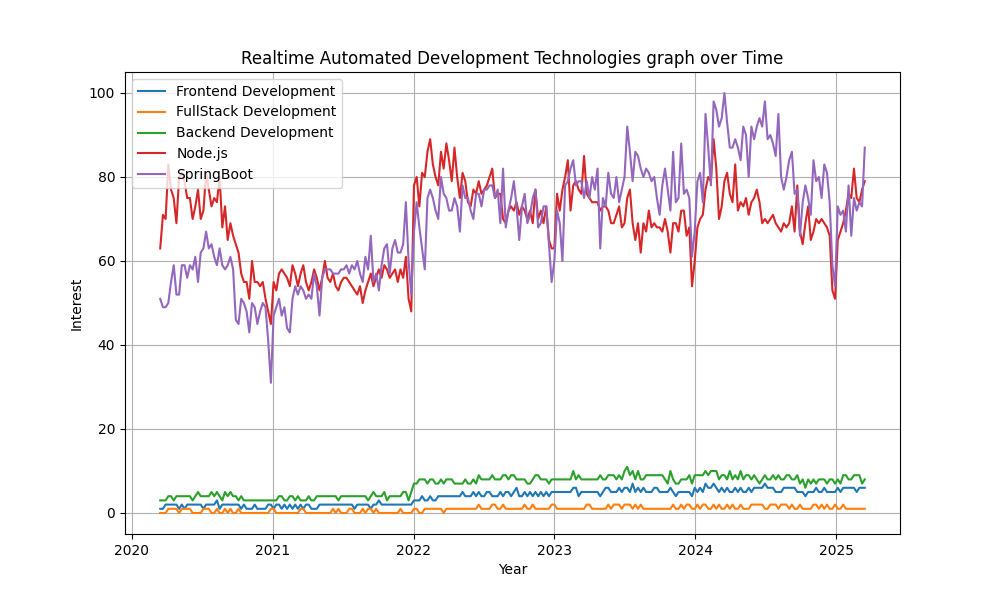 Realtime Automated Development Technologies graph over Time
Frontend Development
FullStack Development
Backend Development
Node.js
SpringBoot
Interest
100
80
60
40
20
0
2020
2021
2022
2023
2024
2025
Year